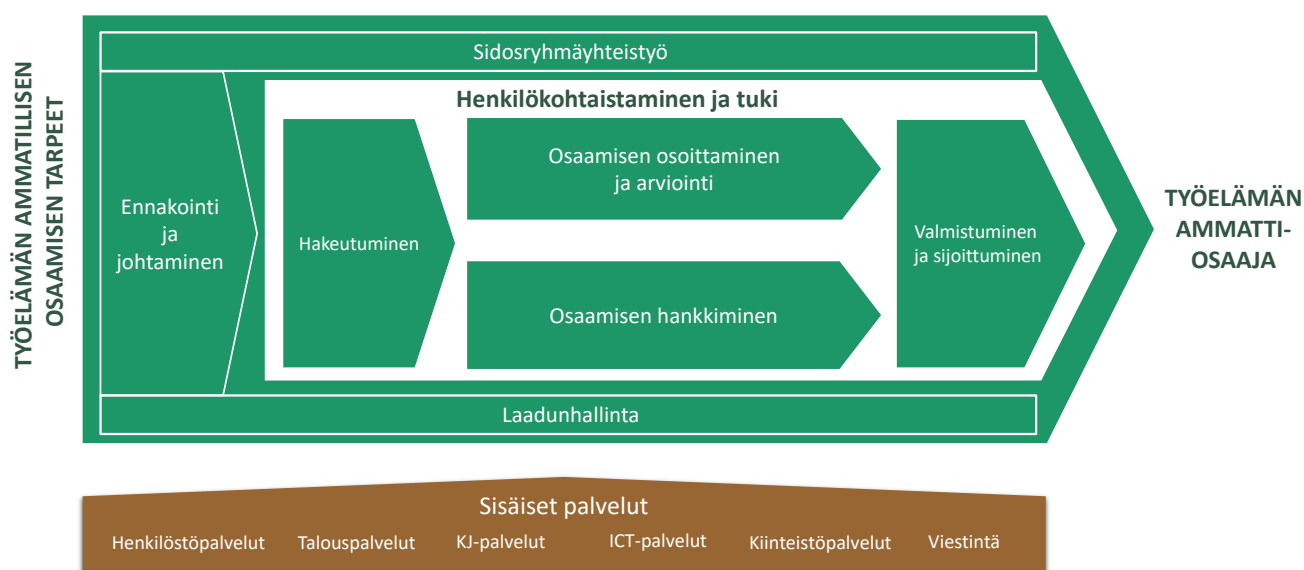 TYÖELÄMÄN AMMATILLISEN
OSAAMISEN TARPEET
Sidosryhmäyhteistyö
Henkilökohtaistaminen ja tuki
Ennakointi
ja
johtaminen
Hakeutuminen
Osaamisen osoittaminen
ja arviointi
Osaamisen hankkiminen
Valmistuminen
ja sijoittuminen
Laadunhallinta
TYÖELÄMÄN
AMMATTI-
OSAAJA
Sisäiset palvelut
Henkilöstöpalvelut Talouspalvelut KJ-palvelut ICT-palvelut Kiinteistöpalvelut Viestintä